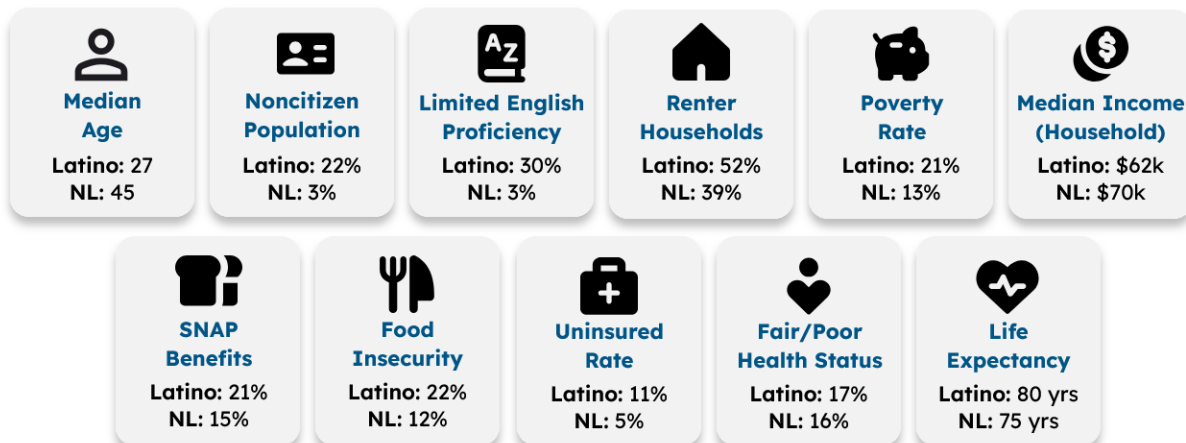 A Z
$
Median
Age
Latino: 27
NL: 45
Noncitizen
Population
Latino: 22%
NL: 3%
Limited English
Proficiency
Latino: 30%
NL: 3%
Renter
Households
Latino: 52%
NL: 39%
Poverty
Rate
Latino: 21%
NL: 13%
Median Income
(Household)
Latino: $62k
NL: $70k
SNAP
Benefits
Latino: 21%
NL: 15%
Food
Insecurity
Latino: 22%
NL: 12%
Uninsured
Rate
Latino: 11%
NL: 5%
Fair/Poor
Health Status
Latino: 17%
NL: 16%
Life
Expectancy
Latino: 80 yrs
NL: 75 yrs